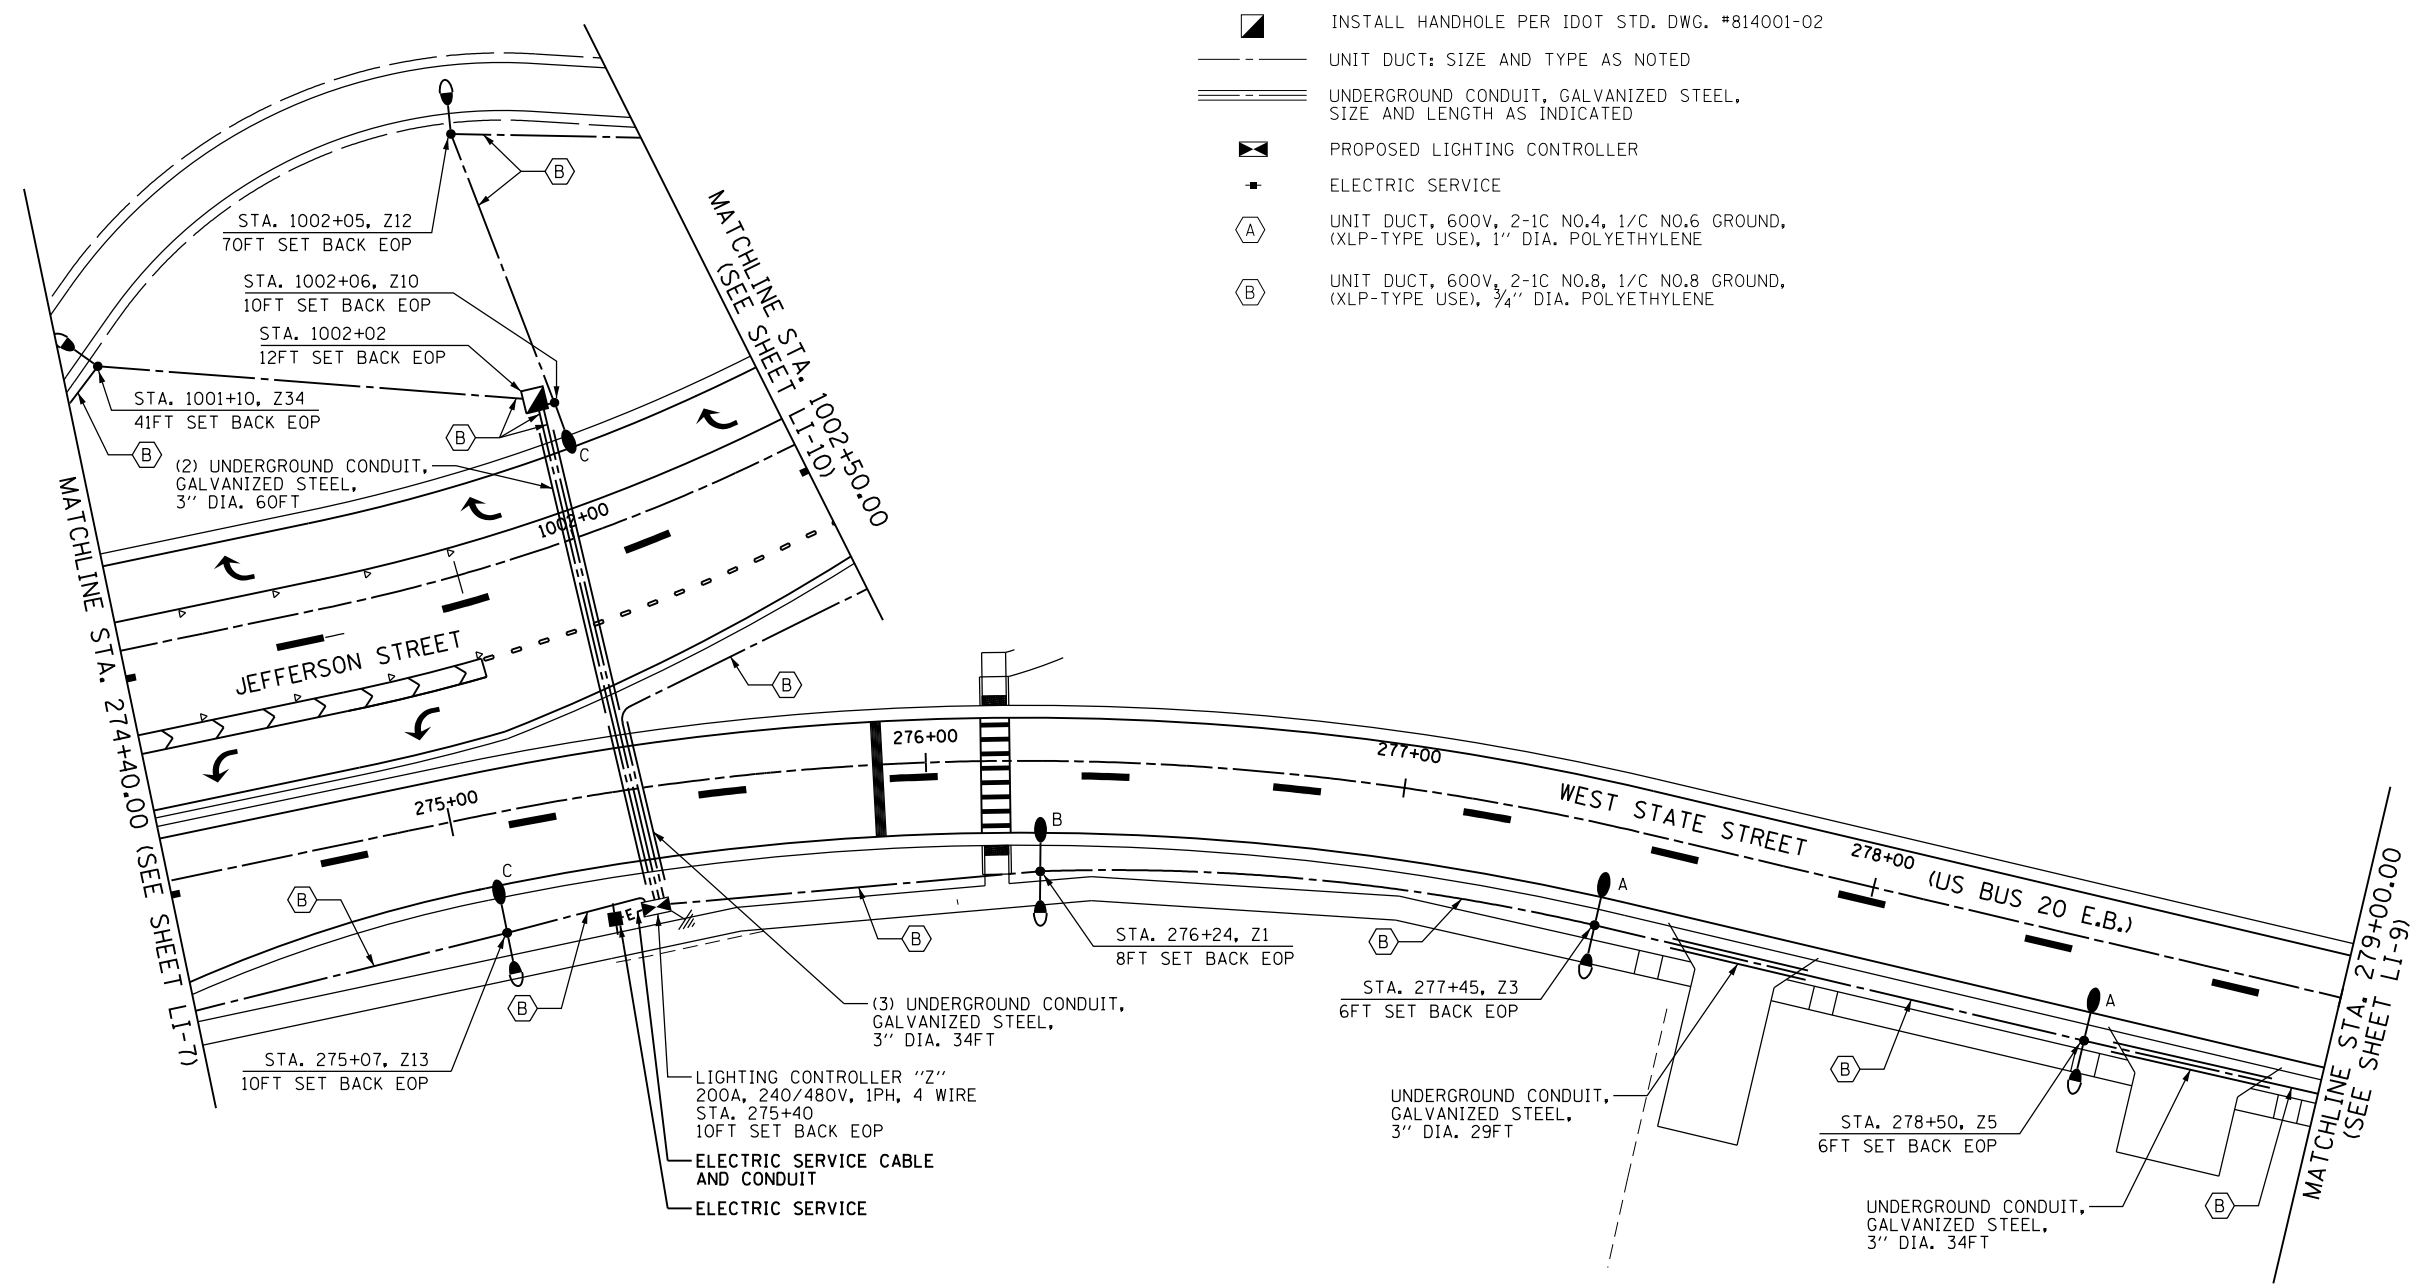 INSTALL HANDHOLE PER IDOT STD. DWG. #814001-02
UNIT DUCT: SIZE AND TYPE AS NOTED
UNDERGROUND CONDUIT, GALVANIZED STEEL,
SIZE AND LENGTH AS INDICATED
PROPOSED LIGHTING CONTROLLER
ELECTRIC SERVICE
A
UNIT DUCT, 600V, 2-1C NO.4, 1/C NO.6 GROUND,
(XLP-TYPE USE), 1" DIA. POLYETHYLENE
B
UNIT DUCT, 600V, 2-1C NO.8, 1/C NO.8 GROUND,
(XLP-TYPE USE), 3/4" DIA. POLYETHYLENE
B
STA. 1002+05, Z12
70FT SET BACK EOP
STA. 1002+06, Z10
10FT SET BACK EOP
STA. 1002+02
12FT SET BACK EOP
STA. 1001+10, Z34
41FT SET BACK EOP
B
B
C
(2) UNDERGROUND CONDUIT,
GALVANIZED STEEL,
3" DIA. 60FT
MATCHLINE STA. 1002+50.00
(SEE SHEET LI-10)
1002+00
JEFFERSON STREET
MATCHLINE STA. 274+40.00 (SEE SHEET LI-7)
B
275+00
276+00
277+00
WEST STATE STREET
278+00
(US BUS 20 E.B.)
C
B
A
A
B
E
B
B
B
STA. 276+24, Z1
8FT SET BACK EOP
STA. 277+45, Z3
6FT SET BACK EOP
(3) UNDERGROUND CONDUIT,
GALVANIZED STEEL,
3" DIA. 34FT
STA. 275+07, Z13
10FT SET BACK EOP
LIGHTING CONTROLLER "Z"
200A, 240/480V, 1PH, 4 WIRE
STA. 275+40
10FT SET BACK EOP
ELECTRIC SERVICE CABLE
AND CONDUIT
ELECTRIC SERVICE
UNDERGROUND CONDUIT,
GALVANIZED STEEL,
3" DIA. 29FT
B
STA. 278+50, Z5
6FT SET BACK EOP
UNDERGROUND CONDUIT,
GALVANIZED STEEL,
3" DIA. 34FT
B
MATCHLINE STA. 279+00.00
(SEE SHEET LI-9)